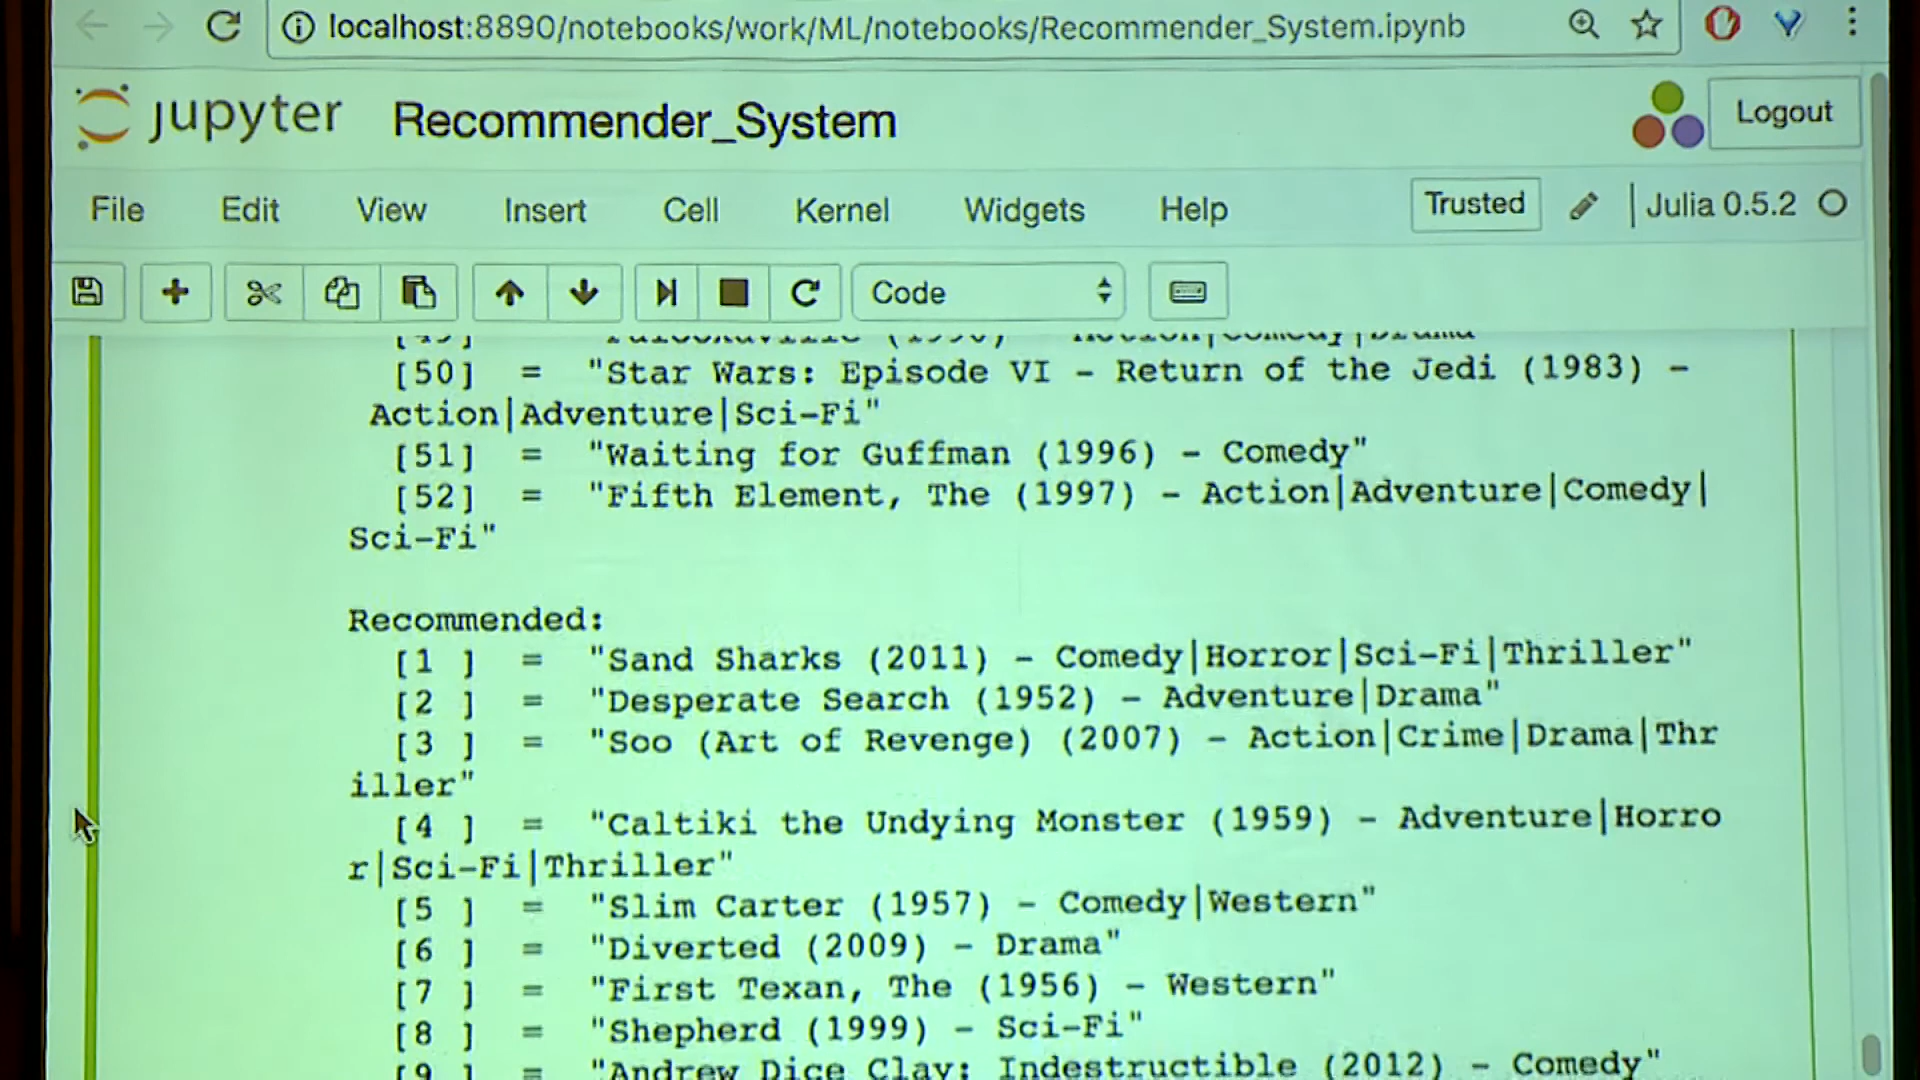 localhost:8890/notebooks/work/ML/notebooks/Recommender_System.ipynb
jupyter Recommender_System Logout
File Edit View Insert Cell Kernel Widgets Help Trusted Julia 0.5.2
Code
[50] = "Star Wars: Episode VI - Return of the Jedi (1983) -
Action|Adventure|Sci-Fi"
[51] = "Waiting for Guffman (1996) - Comedy"
[52] = "Fifth Element, The (1997) - Action|Adventure|Comedy|
Sci-Fi"
Recommended:
[1 ] = "Sand Sharks (2011) - Comedy|Horror|Sci-Fi|Thriller"
[2 ] = "Desperate Search (1952) - Adventure|Drama"
[3 ] = "Soo (Art of Revenge) (2007) - Action|Crime|Drama|Thr
iller"
[4 ] = "Caltiki the Undying Monster (1959) - Adventure|Horro
r|Sci-Fi|Thriller"
[5 ] = "Slim Carter (1957) - Comedy|Western"
[6 ] = "Diverted (2009) - Drama"
[7 ] = "First Texan, The (1956) - Western"
[8 ] = "Shepherd (1999) - Sci-Fi"
[9 ] = "Andrew Dice Clay: Indestructible (2012) - Comedy"